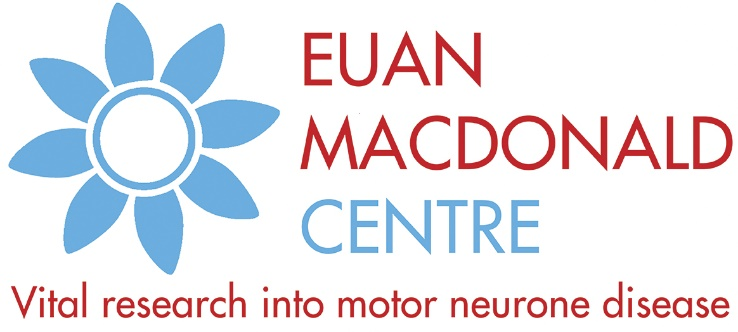 EUAN
MACDONALD
CENTRE
Vital research into motor neurone disease